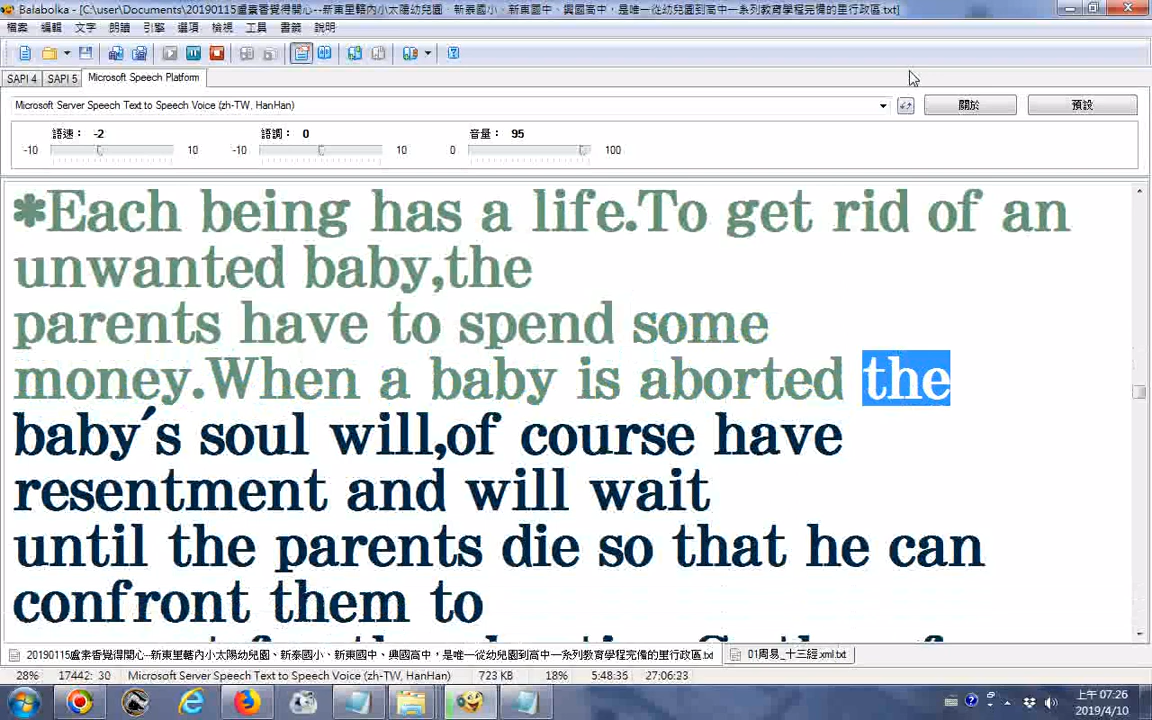 Balabolka - [C:\user\Documents\20190115盧素香覺得開心--新東里轄內小太陽幼兒園、新泰國小、新東國中、興國高中，是唯一從幼兒園到高中一系列教育學程完備的里行政區.txt]
檔案 編輯 文字 朗讀 引擎 選項 檢視 工具 書籤 說明
SAPI 4 SAPI 5 Microsoft Speech Platform
Microsoft Server Speech Text to Speech Voice (zh-TW, HanHan) 關於 預設
語速： -2 語調： 0 音量： 95
-10 10 -10 10 0 100
*Each being has a life.To get rid of an
unwanted baby,the
parents have to spend some
money.When a baby is aborted the
baby´s soul will,of course have
resentment and will wait
until the parents die so that he can
confront them to
20190115盧素香覺得開心--新東里轄內小太陽幼兒園、新泰國小、新東國中、興國高中，是唯一從幼兒園到高中一系列教育學程完備的里行政區.txt 01周易_十三經.xml.txt
28% 17442: 30 Microsoft Server Speech Text to Speech Voice (zh-TW, HanHan) 723 KB 18% 5:48:35 27:06:23
上午 07:26
2019/4/10